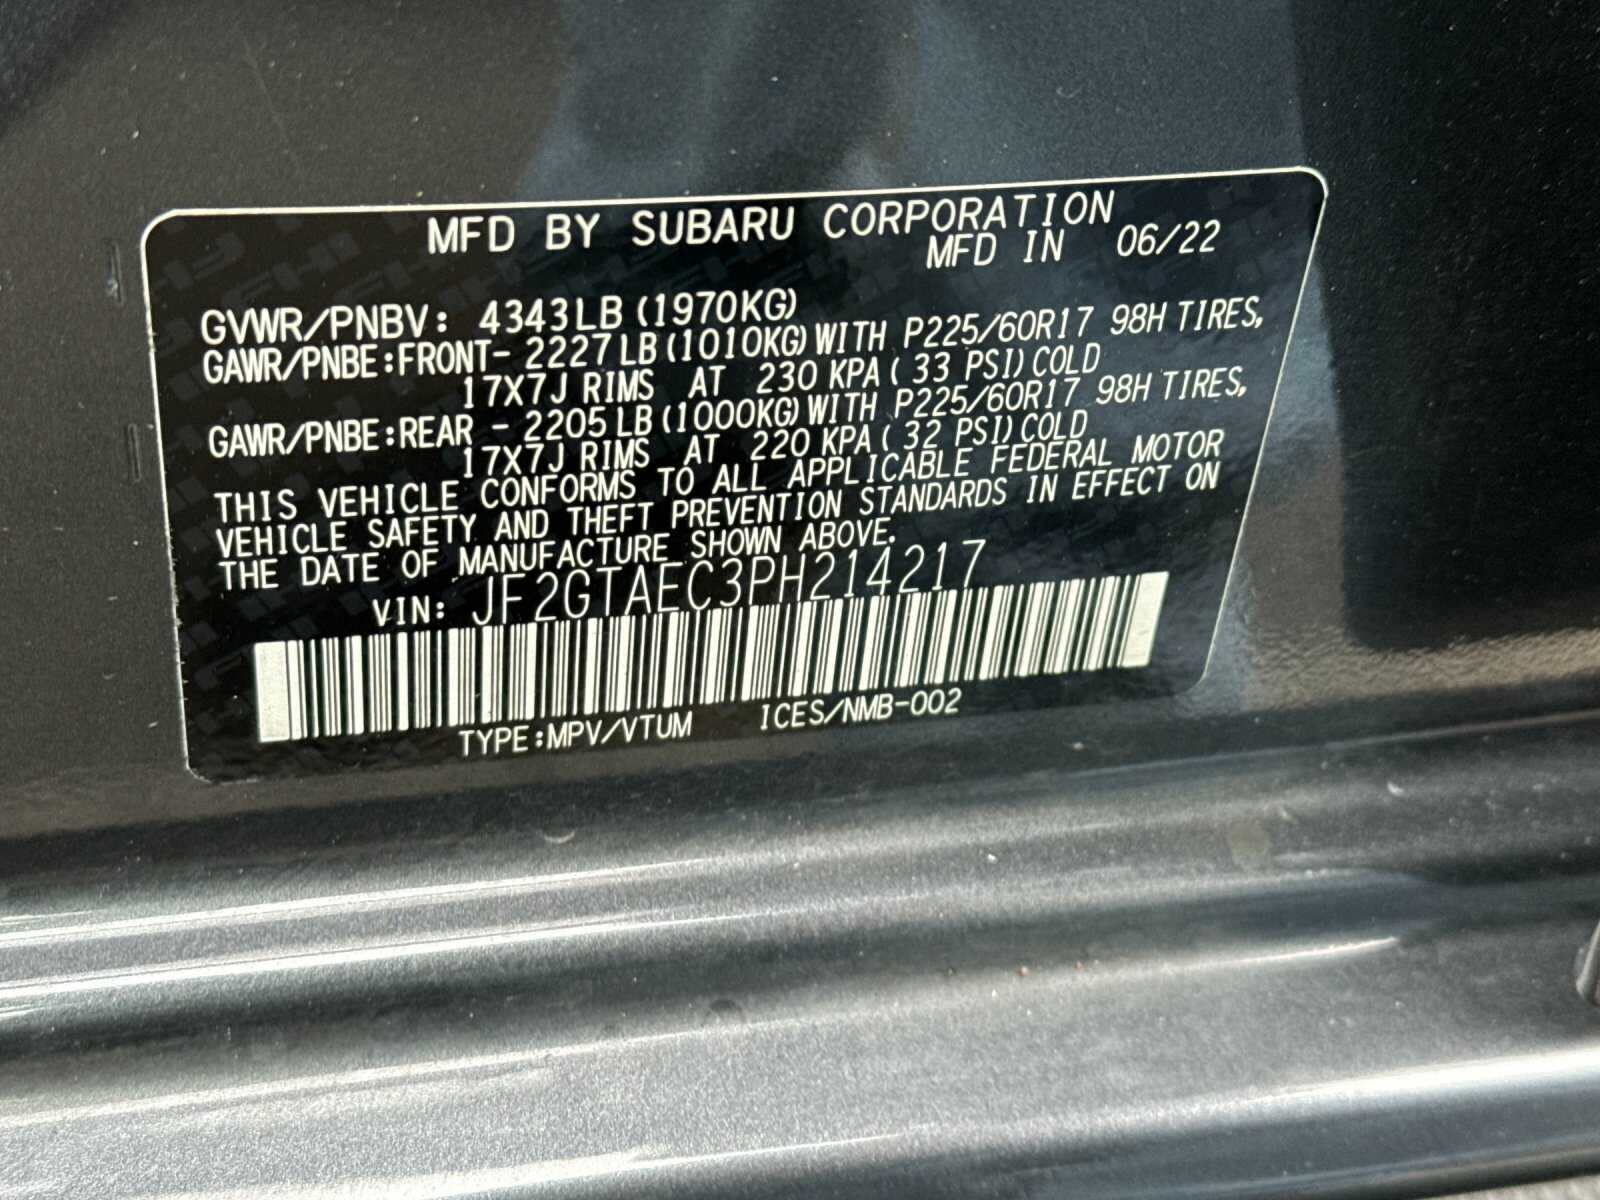 MFD BY SUBARU CORPORATION
MFD IN 06/22
GVWR/PNBV: 4343LB (1970KG)
GAWR/PNBE:FRONT- 2227LB (1010KG) WITH P225/60R17 98H TIRES,
17X7J RIMS AT 230 KPA ( 33 PSI) COLD
GAWR/PNBE:REAR - 2205LB (1000KG) WITH P225/60R17 98H TIRES,
17X7J RIMS AT 220 KPA ( 32 PSI) COLD
THIS VEHICLE CONFORMS TO ALL APPLICABLE FEDERAL MOTOR
VEHICLE SAFETY AND THEFT PREVENTION STANDARDS IN EFFECT ON
THE DATE OF MANUFACTURE SHOWN ABOVE.
VIN: JF2GTAEC3PH214217
TYPE:MPV/VTUM ICES/NMB-002